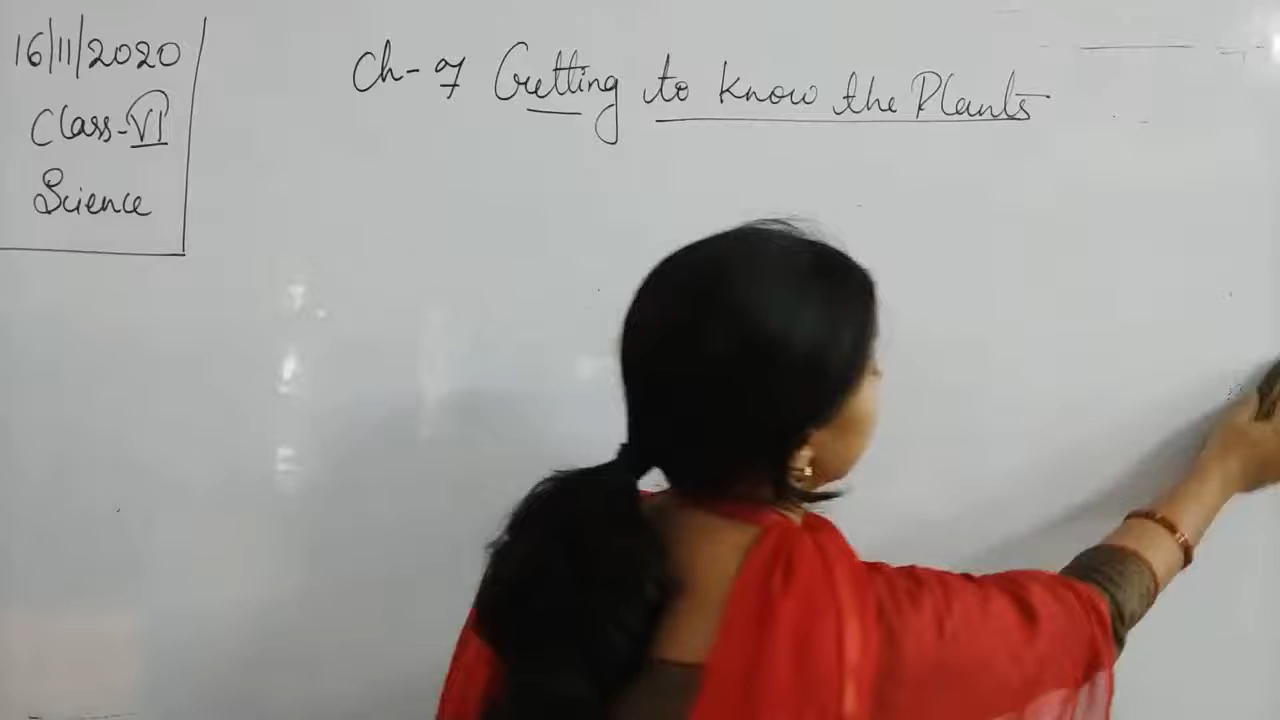 16/11/2020
Class-VI
Science
Ch-7 Getting to know the Plants